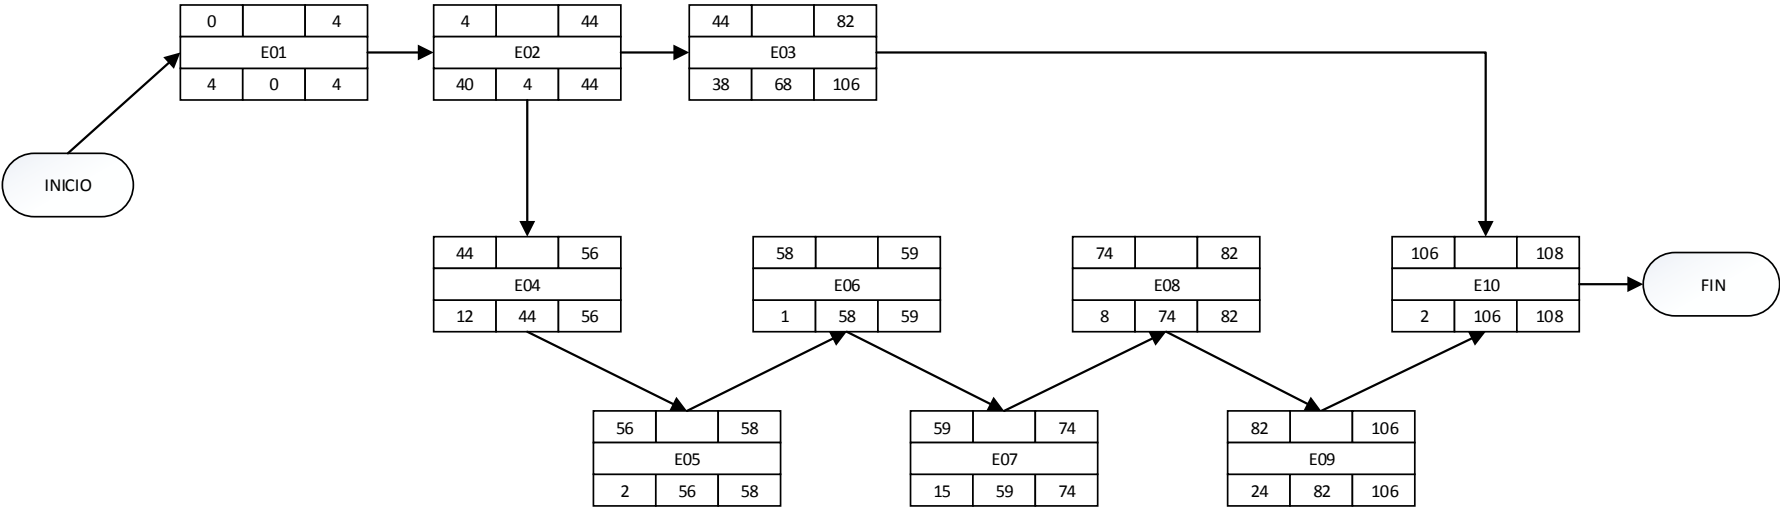 0 4
E01
4 0 4
4 44
E02
40 4 44
44 82
E03
38 68 106
INICIO
44 56
E04
12 44 56
58 59
E06
1 58 59
74 82
E08
8 74 82
106 108
E10
2 106 108
FIN
56 58
E05
2 56 58
59 74
E07
15 59 74
82 106
E09
24 82 106